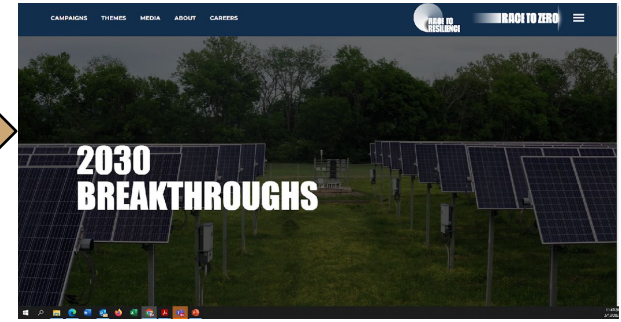 CAMPAIGNS THEMES MEDIA ABOUT CAREERS
RACE TO
RESILIENCE
RACE TO ZERO
2030
BREAKTHROUGHS